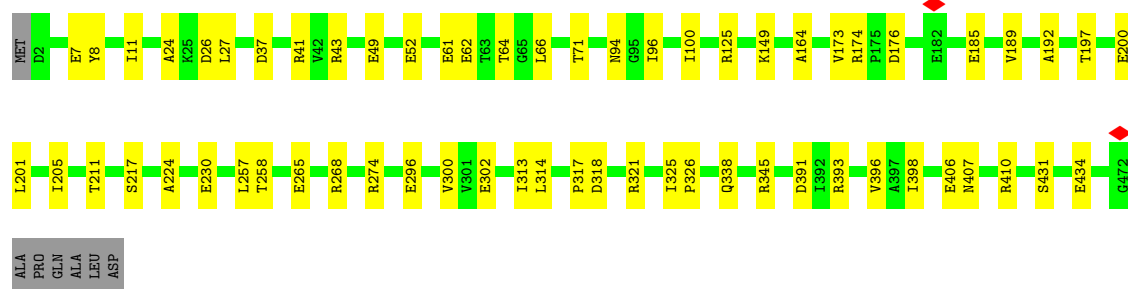 MET D2 E7 Y8 I11 A24 K25 D26 L27 D37 R41 V42 R43 E49 E52 E61 E62 T63 T64 G65 L66 T71 N94 G95 I96 I100 R125 K149 A164 V173 R174 P175 D176 E182 E185 V189 A192 T197 E200
L201 I205 T211 S217 A224 E230 L257 T258 E265 R268 R274 E296 V300 V301 E302 I313 L314 P317 D318 R321 I325 P326 Q338 R345 D391 I392 R393 V396 A397 I398 E406 N407 R410 S431 E434 G472
ALA PRO GLN ALA LEU ASP